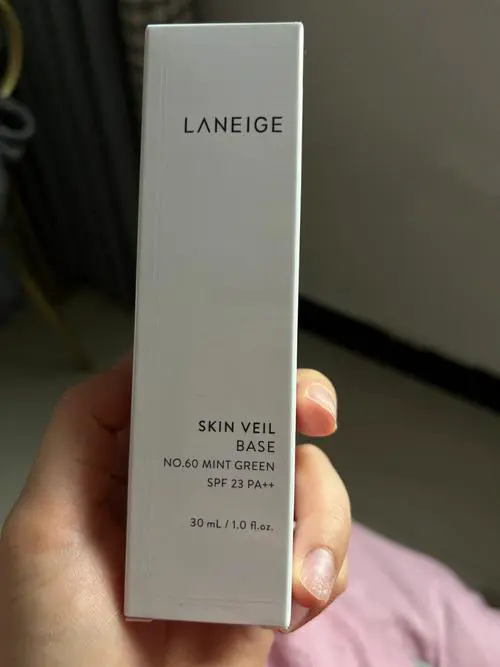 LANEIGE
SKIN VEIL
BASE
NO.60 MINT GREEN
SPF 23 PA++
30 mL / 1.0 fl.oz.